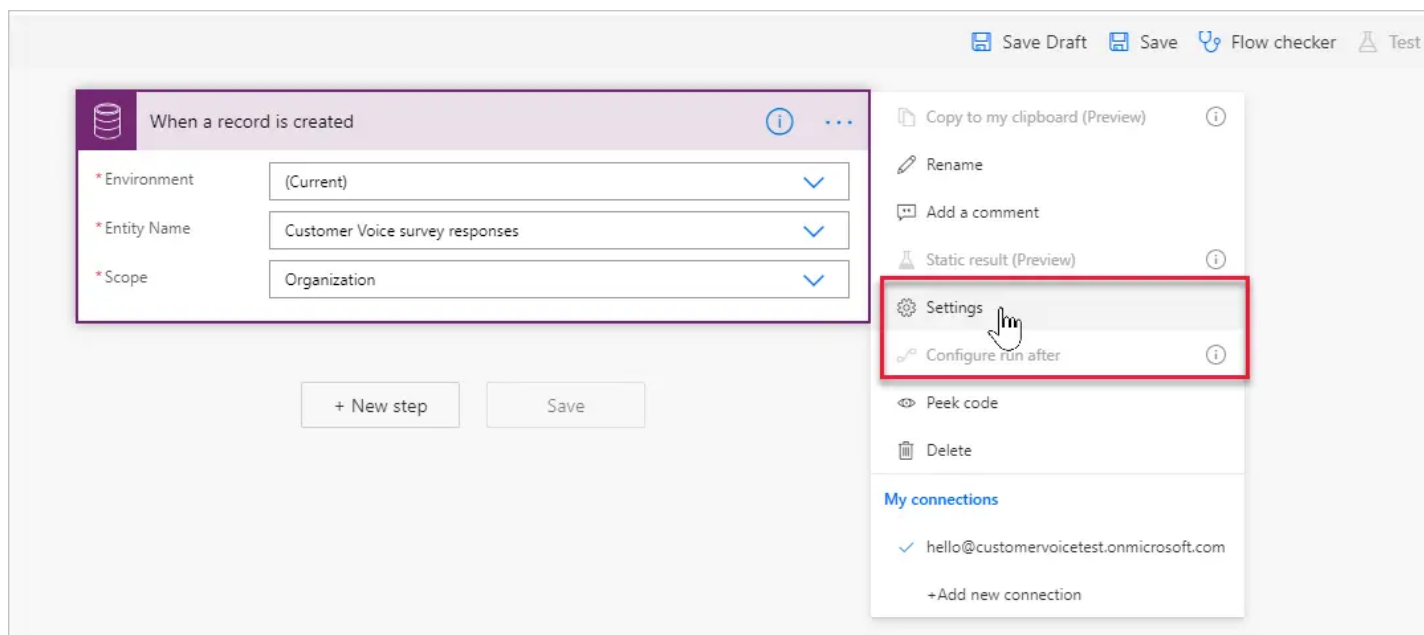 Save Draft Save Flow checker Test
When a record is created
* Environment (Current)
* Entity Name Customer Voice survey responses
* Scope Organization
+ New step Save
Copy to my clipboard (Preview)
Rename
Add a comment
Static result (Preview)
Settings
Configure run after
Peek code
Delete
My connections
hello@customervoicetest.onmicrosoft.com
+Add new connection